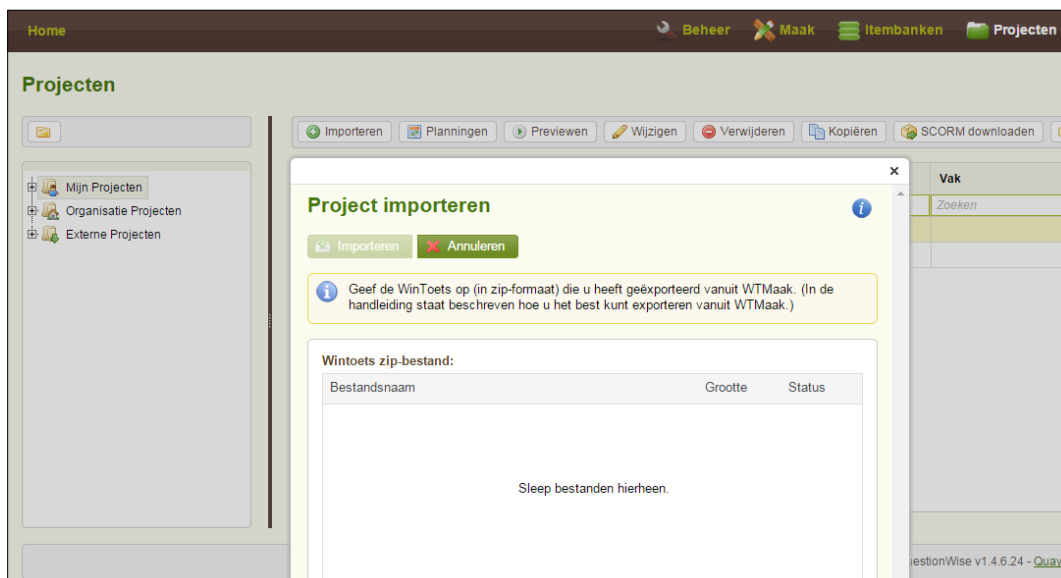 Home
Beheer
Maak
Itembanken
Projecten
Projecten
Importeren
Planningen
Previewen
Wijzigen
Verwijderen
Kopiëren
SCORM downloaden
Mijn Projecten
Organisatie Projecten
Externe Projecten
Vak
Zoeken
Project importeren
Importeren
Annuleren
Geef de WinToets op (in zip-formaat) die u heeft geëxporteerd vanuit WTMaak. (In de
handleiding staat beschreven hoe u het best kunt exporteren vanuit WTMaak.)
Wintoets zip-bestand:
Bestandsnaam
Grootte
Status
Sleep bestanden hierheen.
estionWise v1.4.6.24 - Quay